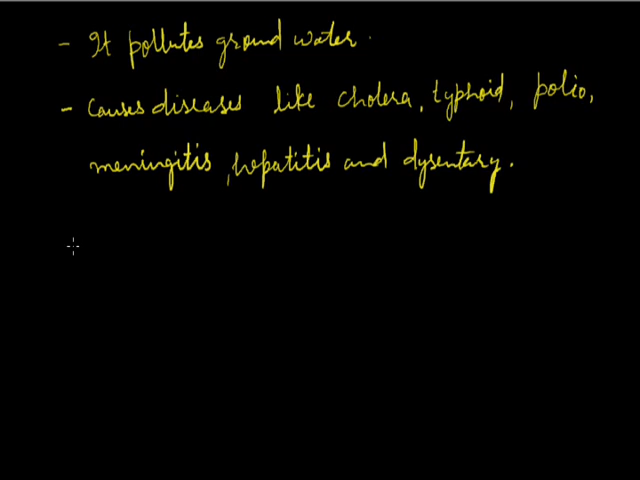 - It pollutes ground water.
- Causes diseases like cholera, typhoid, polio,
meningitis, hepatitis and dysentary.